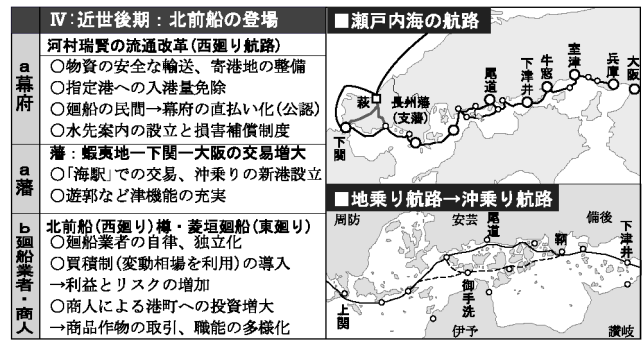 Ⅳ:近世後期:北前船の登場
a幕府
河村瑞賢の流通改革(西廻り航路)
○物資の安全な輸送、寄港地の整備
○指定港への入港量免除
○廻船の民間→幕府の直払い化(公認)
○水先案内の設立と損害補償制度
a藩
藩:蝦夷地ー下関ー大阪の交易増大
○「海駅」での交易、沖乗りの新港設立
○遊郭など津機能の充実
b廻船業者・商人
北前船(西廻り)樽・菱垣廻船(東廻り)
○廻船業者の自律、独立化
○買積制(変動相場を利用)の導入
→利益とリスクの増加
○商人による港町への投資増大
→商品作物の取引、職能の多様化
■瀬戸内海の航路
萩
長州藩
(支藩)
下関
尾道
下津井
牛窓
室津
兵庫
大阪
■地乗り航路→沖乗り航路
周防
安芸
尾道
備後
鞆
下津井
上関
御手洗
伊予
讃岐